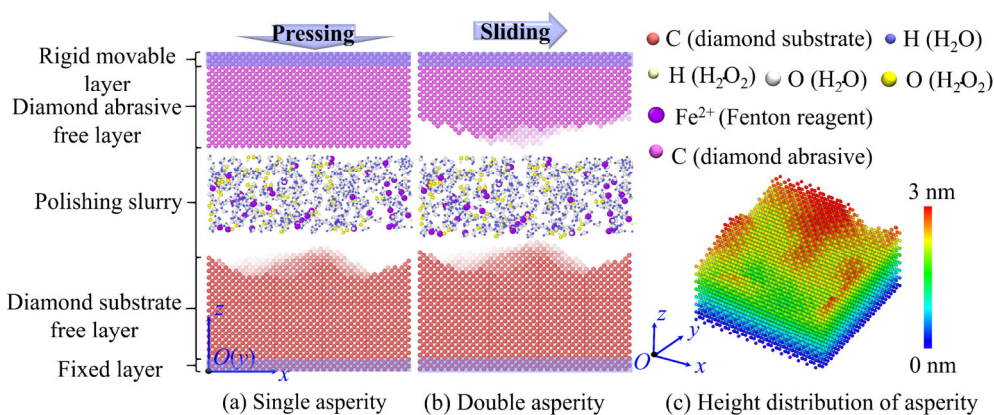 Pressing
Sliding
Rigid movable
layer
Diamond abrasive
free layer
Polishing slurry
Diamond substrate
free layer
Fixed layer
z
O(y)
x
(a) Single asperity
(b) Double asperity
C (diamond substrate)
H (H₂O)
H (H₂O₂)
O (H₂O)
O (H₂O₂)
Fe²⁺ (Fenton reagent)
C (diamond abrasive)
3 nm
0 nm
z
y
O
x
(c) Height distribution of asperity